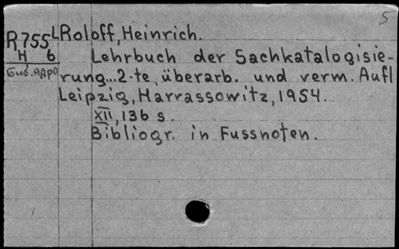 5
R755 L Roloff, Heinrich.
H 6 Lehrbuch der Sachkatalogisie-
rung...2-te, überarb. und verm. Aufl
Leipzig, Harrassowitz, 1954.
XII, 136 s.
Bibliogr. in Fussnoten.